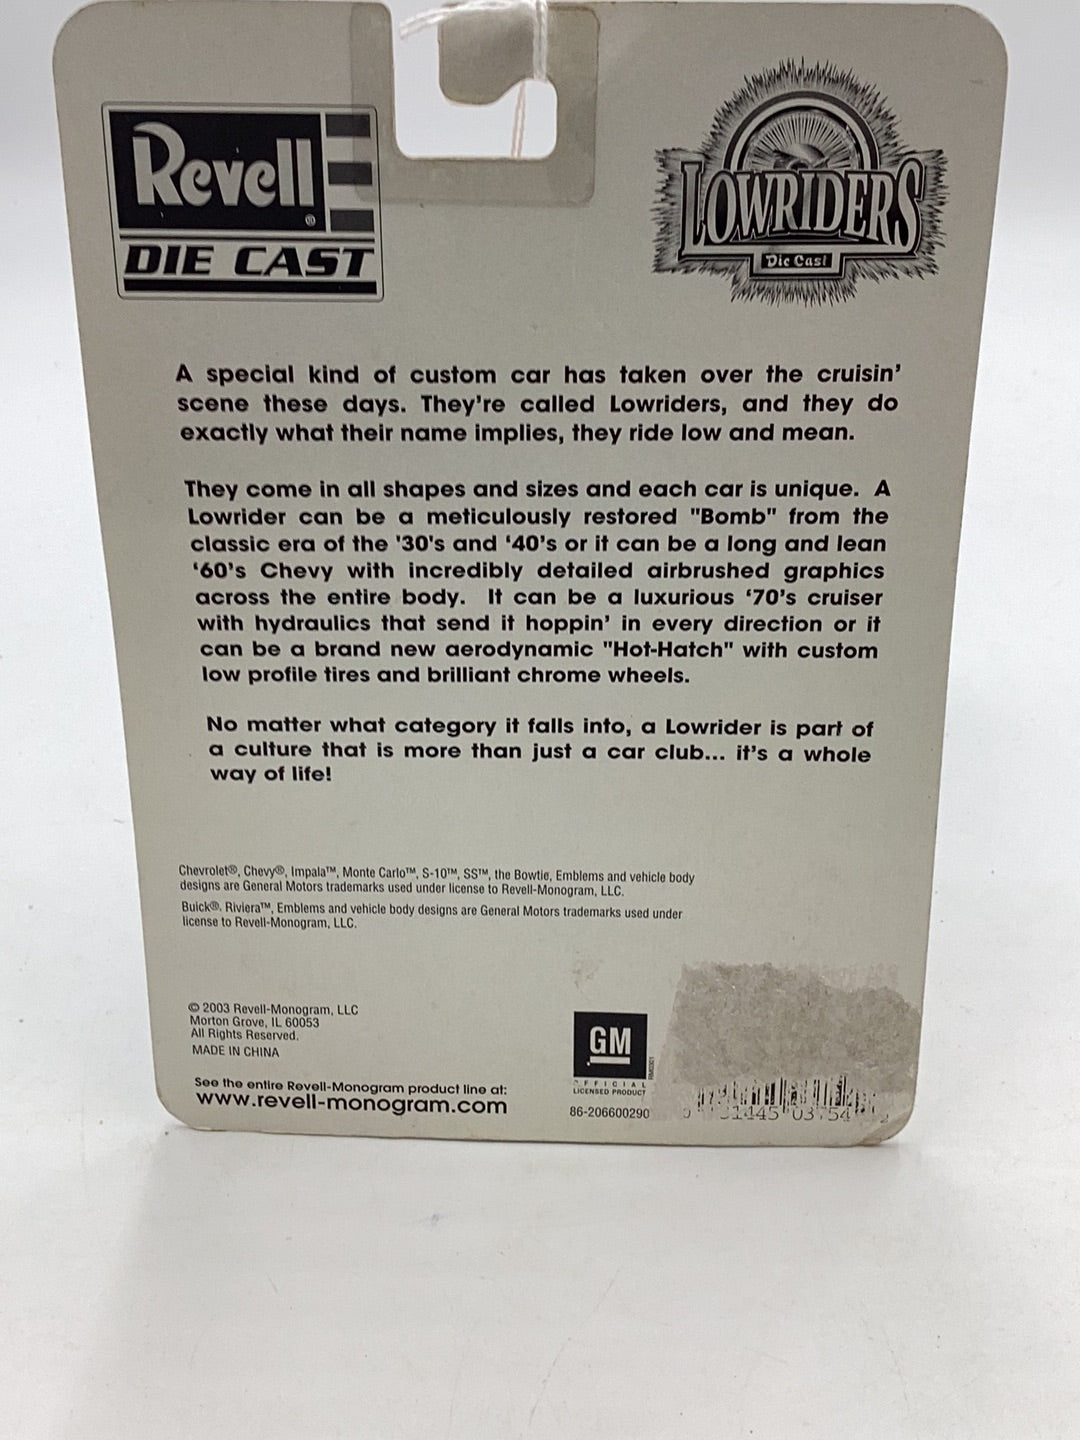 Revell®
DIE CAST
LOWRIDERS
Die Cast
A special kind of custom car has taken over the cruisin'
scene these days. They're called Lowriders, and they do
exactly what their name implies, they ride low and mean.
They come in all shapes and sizes and each car is unique. A
Lowrider can be a meticulously restored "Bomb" from the
classic era of the '30's and ‘40's or it can be a long and lean
‘60's Chevy with incredibly detailed airbrushed graphics
across the entire body. It can be a luxurious ‘70's cruiser
with hydraulics that send it hoppin' in every direction or it
can be a brand new aerodynamic "Hot-Hatch" with custom
low profile tires and brilliant chrome wheels.
No matter what category it falls into, a Lowrider is part of
a culture that is more than just a car club... it's a whole
way of life!
Chevrolet®, Chevy®, Impala™, Monte Carlo™, S-10™, SS™, the Bowtie, Emblems and vehicle body
designs are General Motors trademarks used under license to Revell-Monogram, LLC.
Buick®, Riviera™, Emblems and vehicle body designs are General Motors trademarks used under
license to Revell-Monogram, LLC.
© 2003 Revell-Monogram, LLC
Morton Grove, IL 60053
All Rights Reserved.
MADE IN CHINA
See the entire Revell-Monogram product line at:
www.revell-monogram.com
GM
OFFICIAL
LICENSED PRODUCT
86-206600290